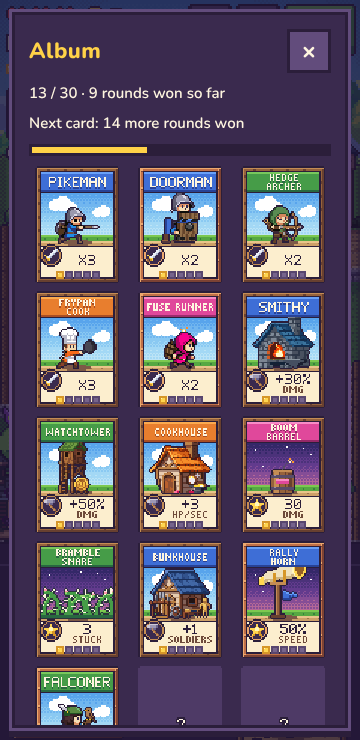 Album
×
13 / 30 · 9 rounds won so far
Next card: 14 more rounds won
PIKEMAN
X3
DOORMAN
X2
HEDGE
ARCHER
X2
FRYPAN
COOK
X3
FUSE RUNNER
X2
SMITHY
+30%
DMG
WATCHTOWER
+50%
DMG
COOKHOUSE
+3
HP/SEC
BOOM
BARREL
30
DMG
BRAMBLE
SNARE
3
STUCK
BUNKHOUSE
+1
SOLDIERS
RALLY
HORN
50%
SPEED
FALCONER